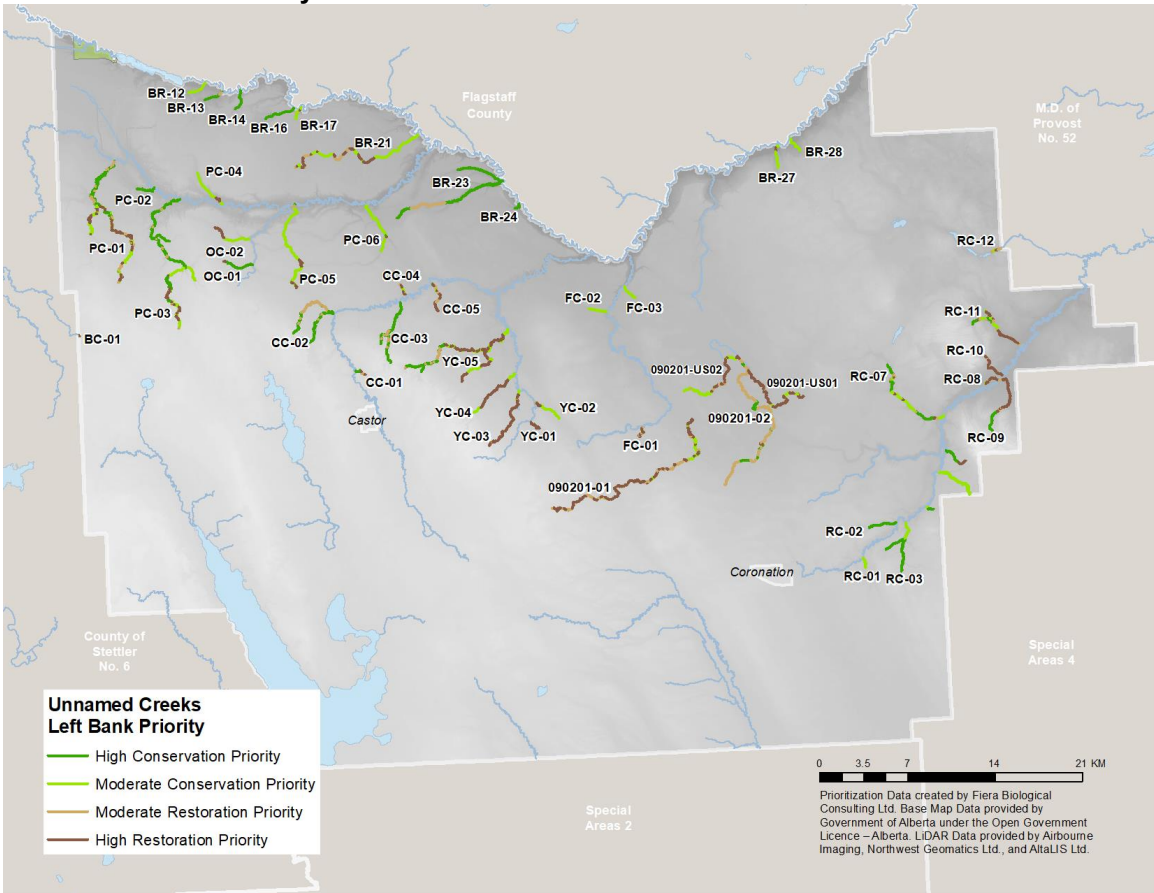 BR-12
BR-13
BR-14
BR-16
BR-17
Flagstaff
County
M.D. of
Provost
No. 52
BR-21
BR-28
BR-27
PC-04
PC-02
BR-23
BR-24
PC-01
OC-02
OC-01
PC-06
PC-05
RC-12
CC-04
CC-05
FC-02
FC-03
PC-03
BC-01
CC-02
CC-03
YC-05
CC-01
RC-11
RC-10
RC-08
RC-07
090201-US02
090201-US01
090201-02
YC-04
YC-02
Castor
YC-03
YC-01
FC-01
RC-09
090201-01
RC-02
Coronation
RC-01
RC-03
County of
Stettler
No. 6
Special
Areas 4
Special
Areas 2
Unnamed Creeks
Left Bank Priority
High Conservation Priority
Moderate Conservation Priority
Moderate Restoration Priority
High Restoration Priority
0 3.5 7 14 21 KM
Prioritization Data created by Fiera Biological
Consulting Ltd. Base Map Data provided by
Government of Alberta under the Open Government
Licence – Alberta. LiDAR Data provided by Airbourne
Imaging, Northwest Geomatics Ltd., and AltaLIS Ltd.